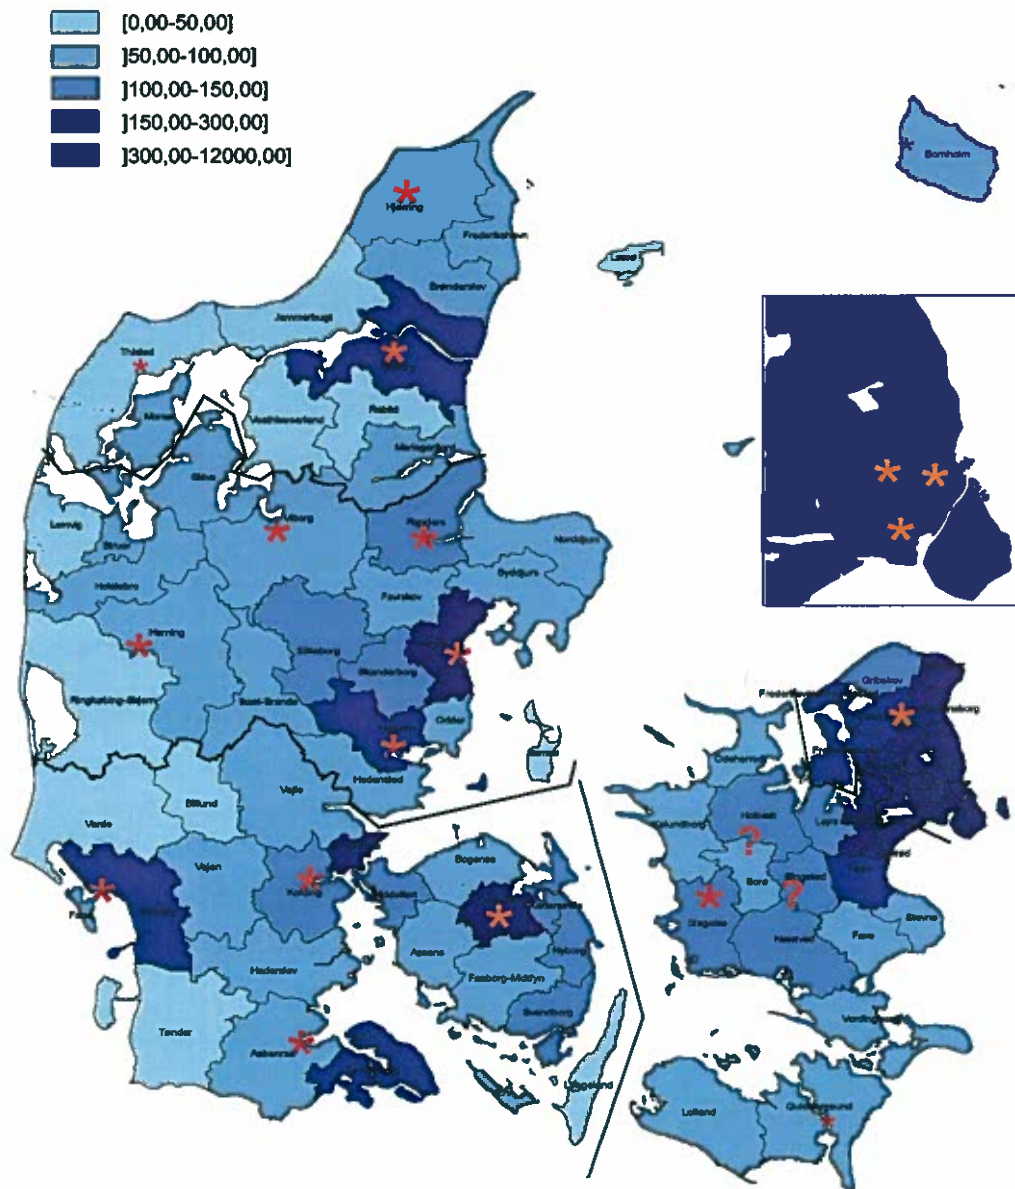 [0,00-50,00]
]50,00-100,00]
]100,00-150,00]
]150,00-300,00]
]300,00-12000,00]
Bornholm
Hjørring
Frederikshavn
Læsø
Brønderslev
Jammerbugt
Thisted
Morsø
Vesthimmerland
Rebild
Mariagerfjord
Skive
Lemvig
Viborg
Randers
Norddjurs
Struer
Syddjurs
Holstebro
Favrskov
Herning
Silkeborg
Skanderborg
Gribskov
Ringkøbing-Skjern
Ikast-Brande
Odder
Samsø
Odsherred
Hedensted
Vejle
Billund
Varde
Holbæk
Kalundborg
Lejre
?
Bogense
Vejen
Kolding
Middelfart
Sorø
Ringsted
?
Fanø
Slagelse
Stevns
Assens
Nyborg
Næstved
Faxe
Haderslev
Faaborg-Midtfyn
Svendborg
Vordingborg
Tønder
Aabenraa
Langeland
Lolland
Guldborgsund